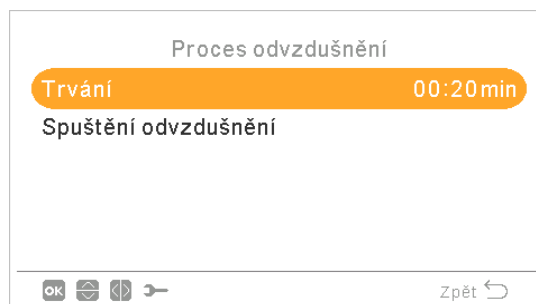 Proces odvzdušnění
Trvání 00:20min
Spuštění odvzdušnění
OK Zpět